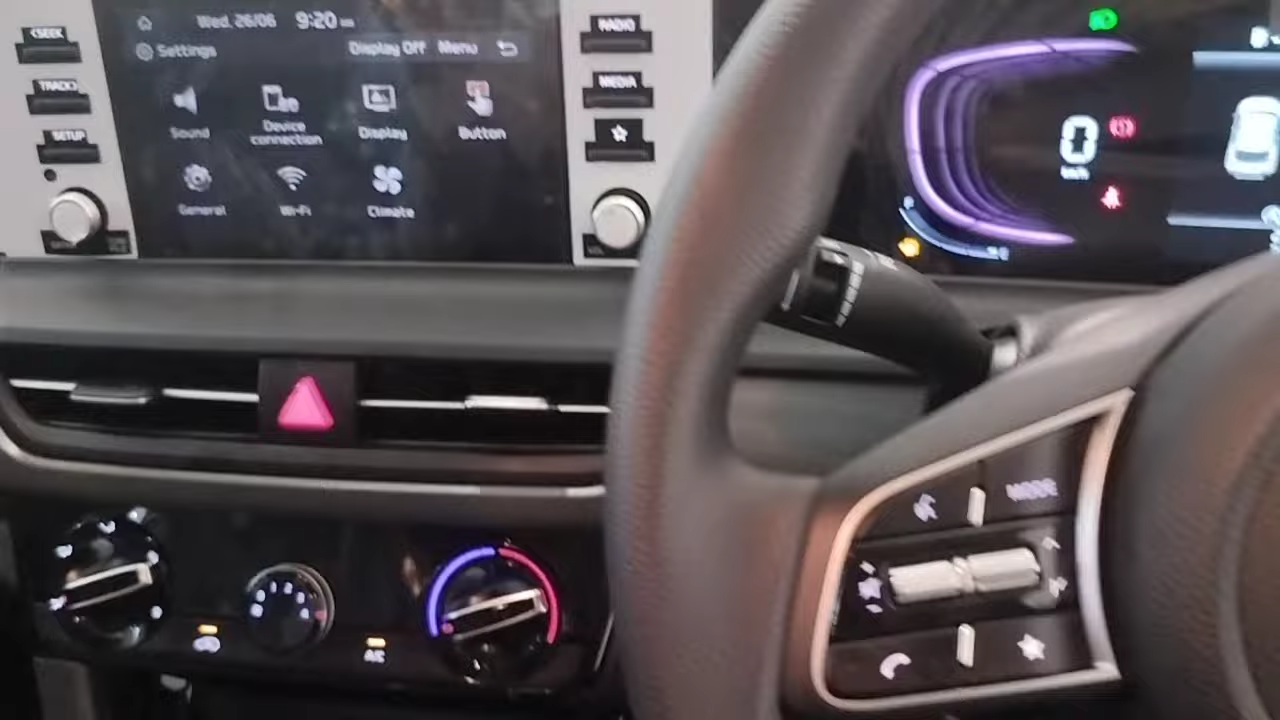 Wed. 26/06 9:20
Settings Display Off Menu
Sound
Device connection
Display
Button
General
Wi-Fi
Climate
<SEEK
TRACK>
SETUP
RADIO
MEDIA
0
km/h
MODE
A/C